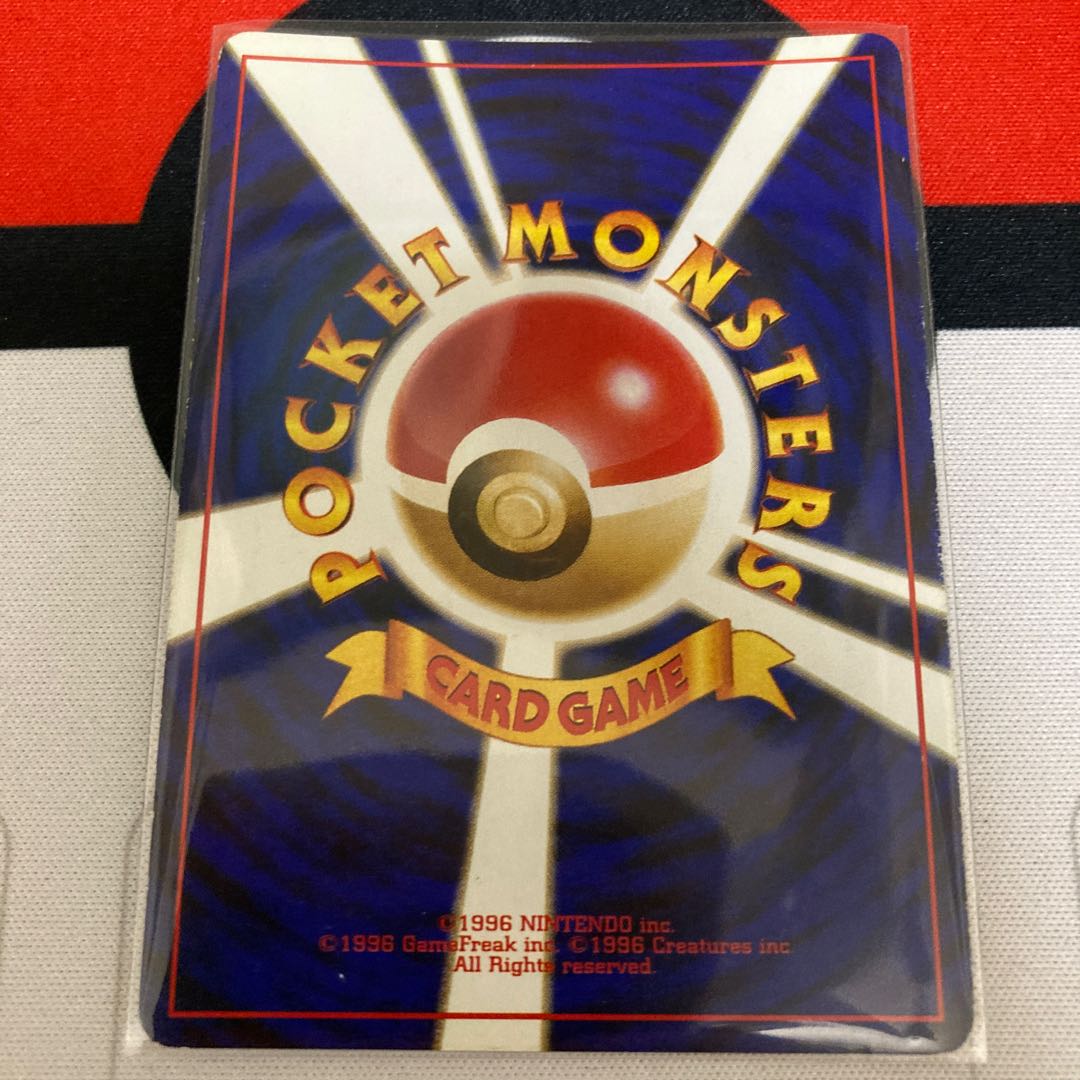 POCKET MONSTERS
CARD GAME
©1996 NINTENDO inc.
©1996 GameFreak inc. ©1996 Creatures inc
All Rights reserved.